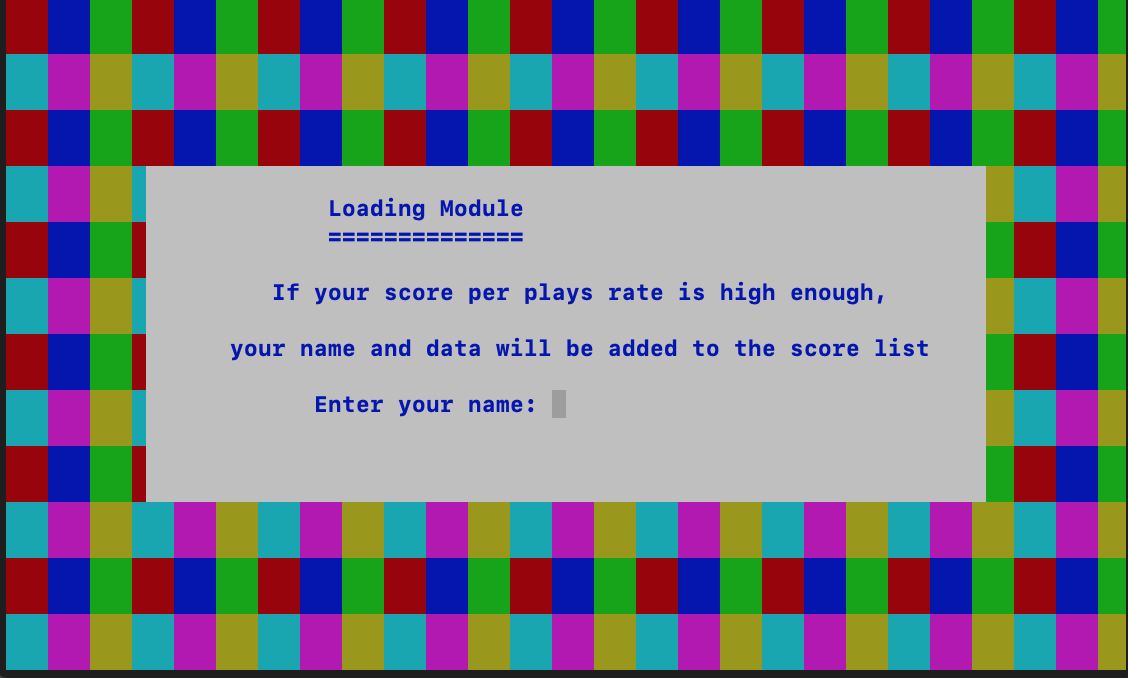 Loading Module
==============
If your score per plays rate is high enough,
your name and data will be added to the score list
Enter your name: